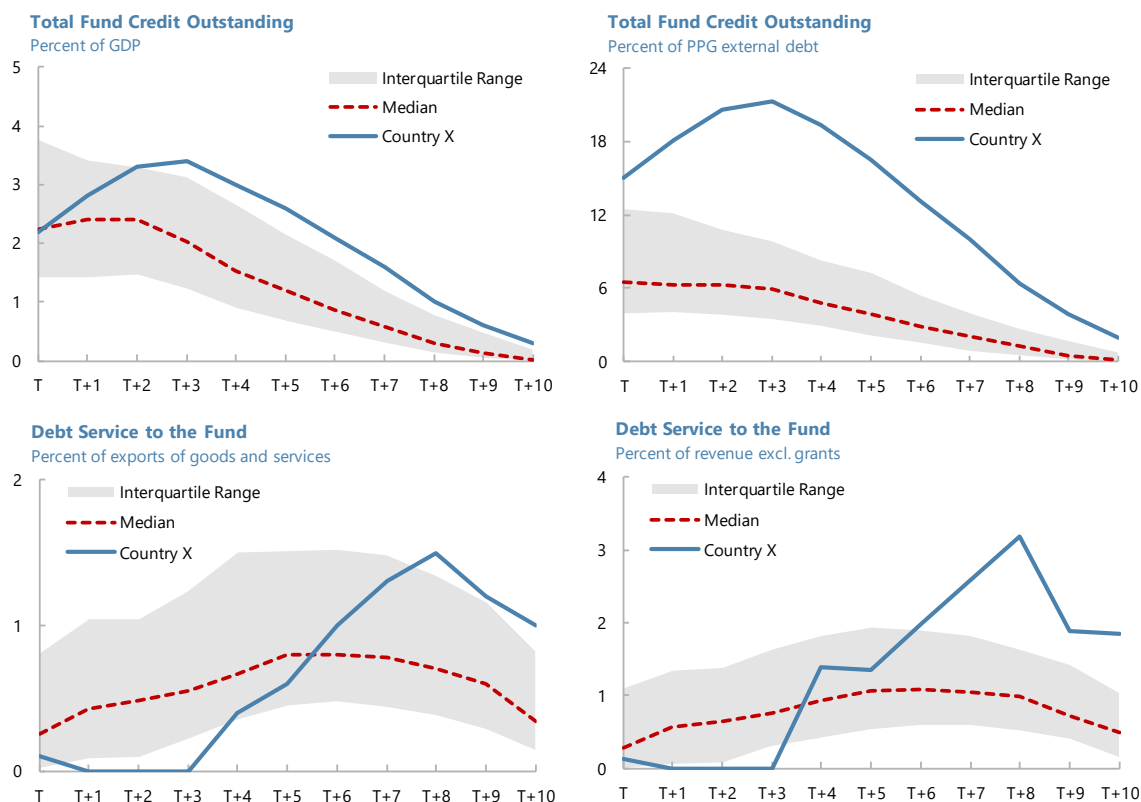 Total Fund Credit Outstanding
Percent of GDP
5
4
3
2
1
0
Interquartile Range
Median
Country X
T T+1 T+2 T+3 T+4 T+5 T+6 T+7 T+8 T+9 T+10
Total Fund Credit Outstanding
Percent of PPG external debt
24
18
12
6
0
Interquartile Range
Median
Country X
T T+1 T+2 T+3 T+4 T+5 T+6 T+7 T+8 T+9 T+10
Debt Service to the Fund
Percent of exports of goods and services
2
1
0
Interquartile Range
Median
Country X
T T+1 T+2 T+3 T+4 T+5 T+6 T+7 T+8 T+9 T+10
Debt Service to the Fund
Percent of revenue excl. grants
4
3
2
1
0
Interquartile Range
Median
Country X
T T+1 T+2 T+3 T+4 T+5 T+6 T+7 T+8 T+9 T+10